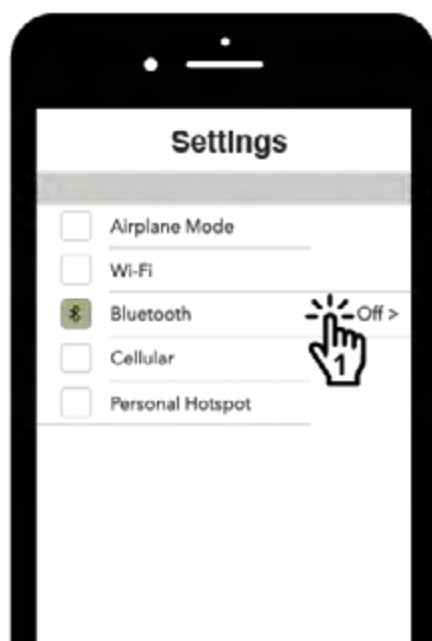 Settings
Airplane Mode
Wi-Fi
Bluetooth Off >
1
Cellular
Personal Hotspot